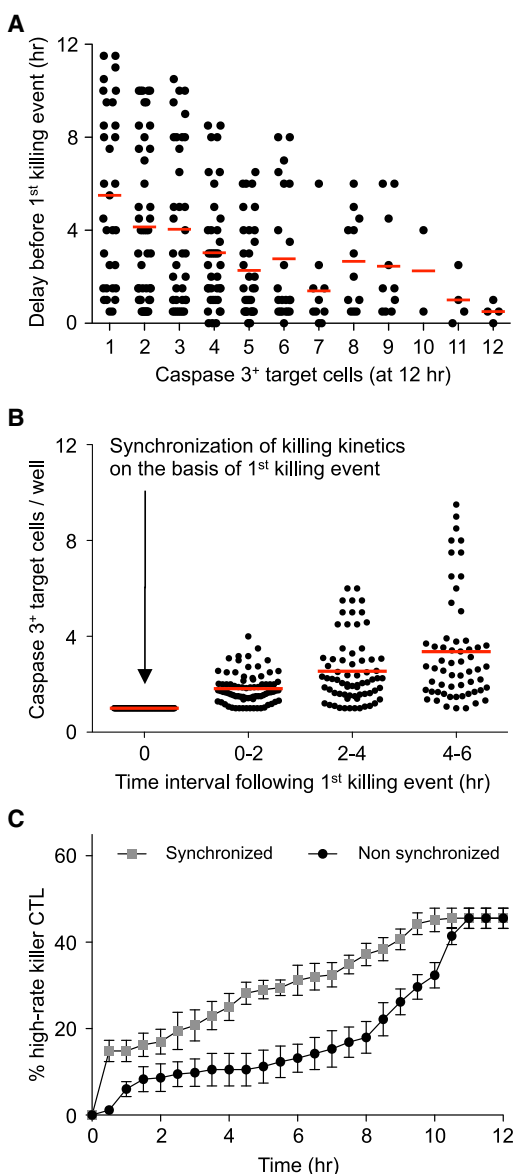 A
Delay before 1st killing event (hr)
12
8
4
0
1 2 3 4 5 6 7 8 9 10 11 12
Caspase 3+ target cells (at 12 hr)
B
Synchronization of killing kinetics
on the basis of 1st killing event
Caspase 3+ target cells / well
12
8
4
0
0 0-2 2-4 4-6
Time interval following 1st killing event (hr)
C
Synchronized Non synchronized
% high-rate killer CTL
60
40
20
0
0 2 4 6 8 10 12
Time (hr)